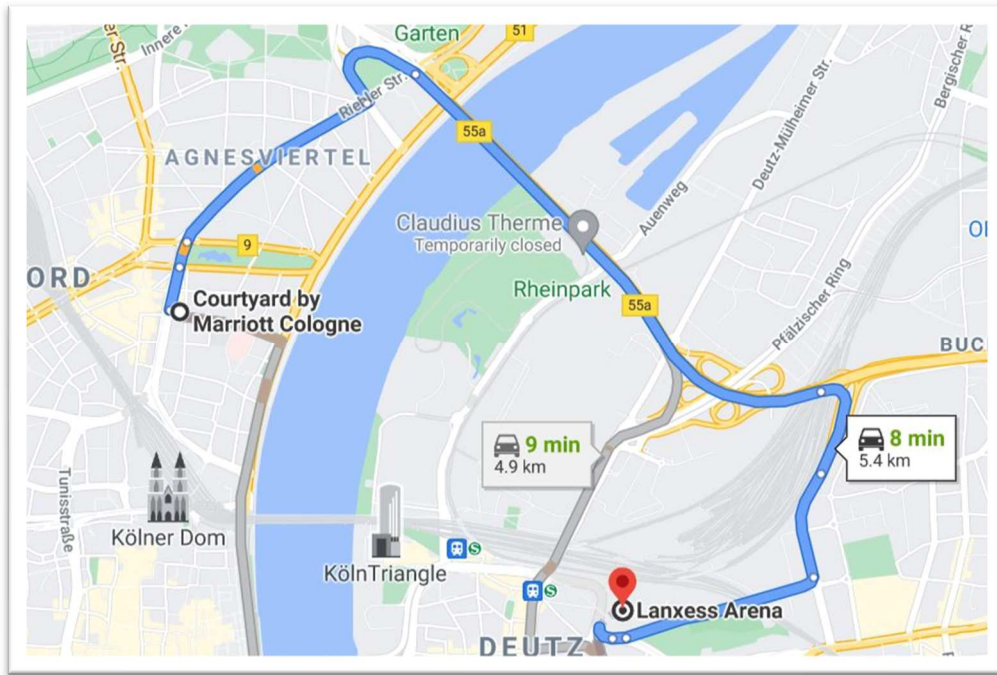 Garten
51
er Str.
Innere
Riehler Str.
55a
AGNESVIERTEL
Deutz-Mülheimer Str.
Bergischer R
Claudius Therme
Temporarily closed
Auenweg
9
Rheinpark
ORD
55a
Courtyard by
Marriott Cologne
Pfälzischer Ring
BUC
9 min
4.9 km
8 min
5.4 km
Tunisstraße
Kölner Dom
KölnTriangle
S
S
Lanxess Arena
DEUTZ